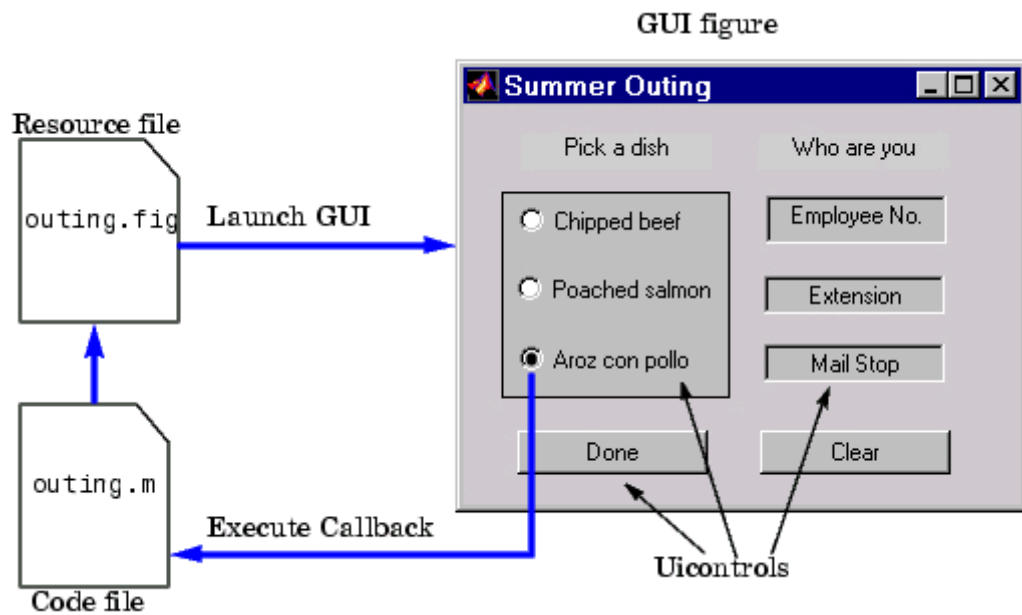 GUI figure
Summer Outing
Resource file
outing.fig
Launch GUI
Pick a dish
Who are you
Chipped beef
Employee No.
Poached salmon
Extension
Aroz con pollo
Mail Stop
outing.m
Done
Clear
Execute Callback
Uicontrols
Code file